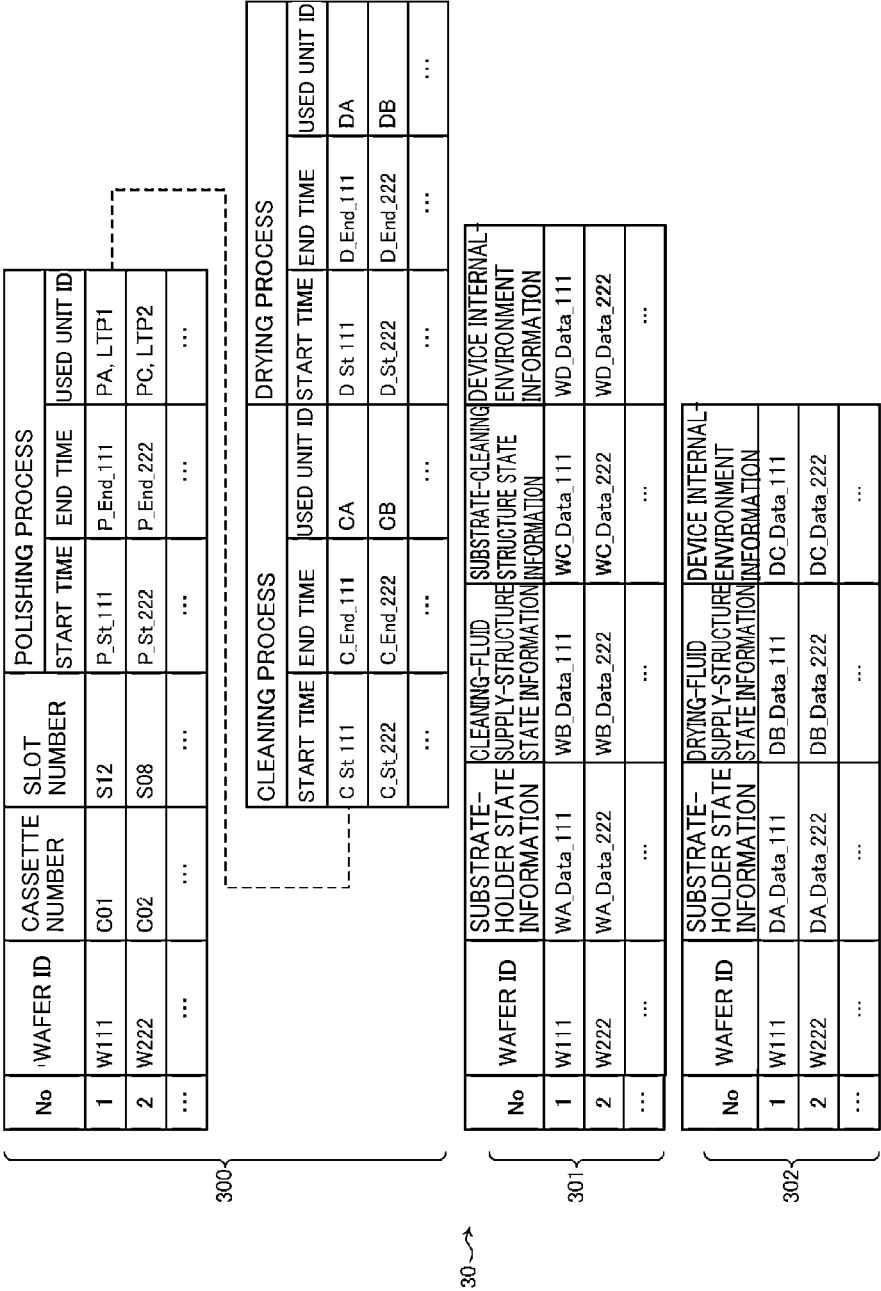 30
300
No WAFER ID CASSETTE NUMBER SLOT NUMBER POLISHING PROCESS
START TIME END TIME USED UNIT ID
1 W111 C01 S12 P_St_111 P_End_111 PA, LTP1
2 W222 C02 S08 P_St_222 P_End_222 PC, LTP2
... ... ... ... ... ... ...
CLEANING PROCESS DRYING PROCESS
START TIME END TIME USED UNIT ID START TIME END TIME USED UNIT ID
C St 111 C_End_111 CA D St 111 D_End_111 DA
C_St_222 C_End_222 CB D_St_222 D_End_222 DB
... ... ... ... ... ...
301
No WAFER ID SUBSTRATE-HOLDER STATE INFORMATION CLEANING-FLUID SUPPLY-STRUCTURE STATE INFORMATION SUBSTRATE-CLEANING STRUCTURE STATE INFORMATION DEVICE INTERNAL-ENVIRONMENT INFORMATION
1 W111 WA_Data_111 WB_Data_111 WC_Data_111 WD_Data_111
2 W222 WA_Data_222 WB_Data_222 WC_Data_222 WD_Data_222
... ... ... ... ... ...
302
No WAFER ID SUBSTRATE-HOLDER STATE INFORMATION DRYING-FLUID SUPPLY-STRUCTURE STATE INFORMATION DEVICE INTERNAL-ENVIRONMENT INFORMATION
1 W111 DA_Data_111 DB_Data_111 DC_Data_111
2 W222 DA_Data_222 DB_Data_222 DC_Data_222
... ... ... ... ...